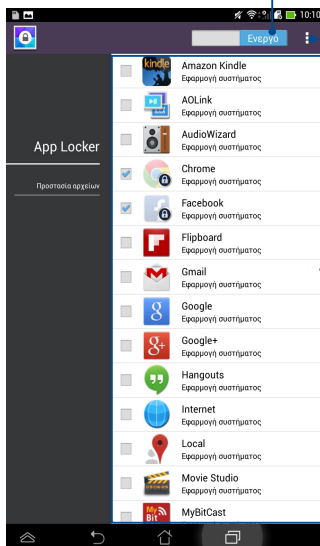 10:10
Ενεργό
App Locker
Προστασία αρχείων
kindle
Amazon Kindle
Εφαρμογή συστήματος
AOLink
Εφαρμογή συστήματος
AudioWizard
Εφαρμογή συστήματος
Chrome
Εφαρμογή συστήματος
Facebook
Εφαρμογή συστήματος
Flipboard
Εφαρμογή συστήματος
Gmail
Εφαρμογή συστήματος
Google
Εφαρμογή συστήματος
Google+
Εφαρμογή συστήματος
Hangouts
Εφαρμογή συστήματος
Internet
Εφαρμογή συστήματος
Local
Εφαρμογή συστήματος
Movie Studio
Εφαρμογή συστήματος
My
Bit
MyBitCast